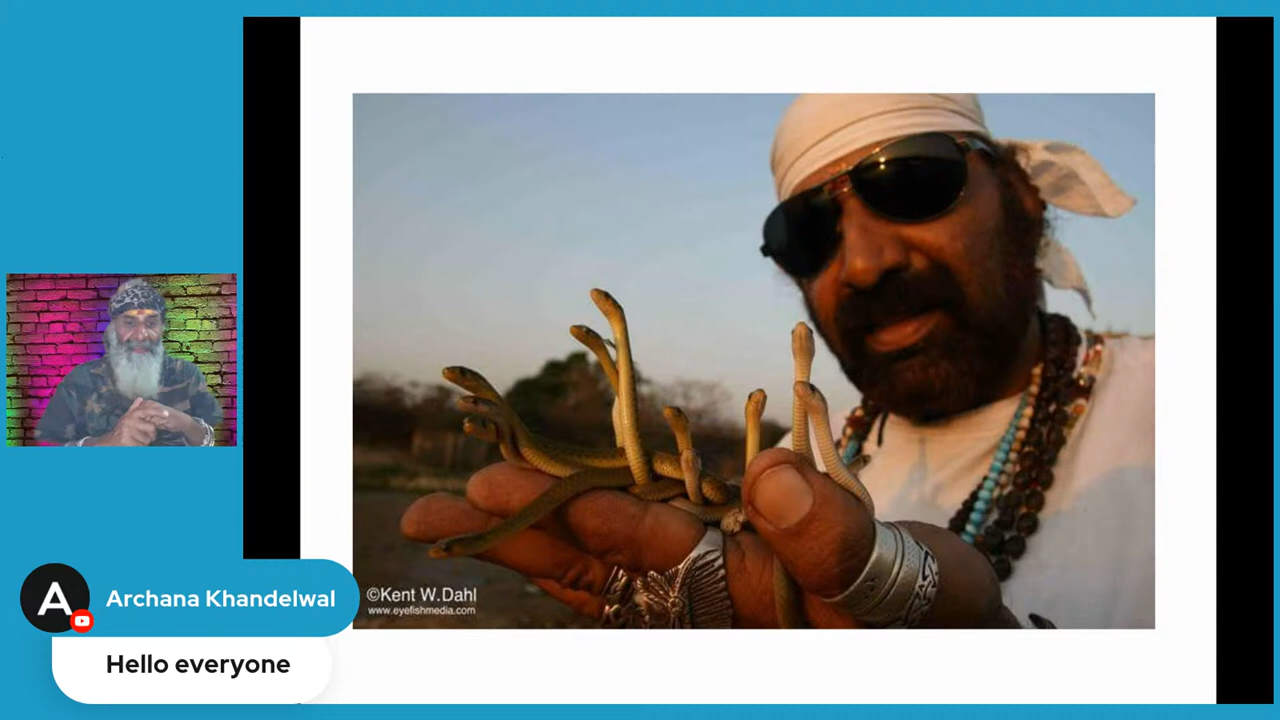 ©Kent W.Dahl
www.eyefishmedia.com
A
Archana Khandelwal
Hello everyone